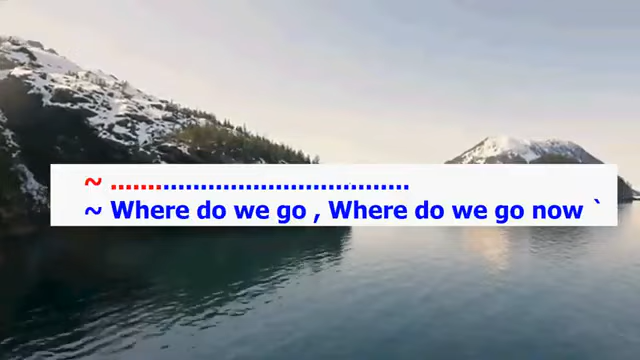 ~ ........................................
~ Where do we go , Where do we go now `